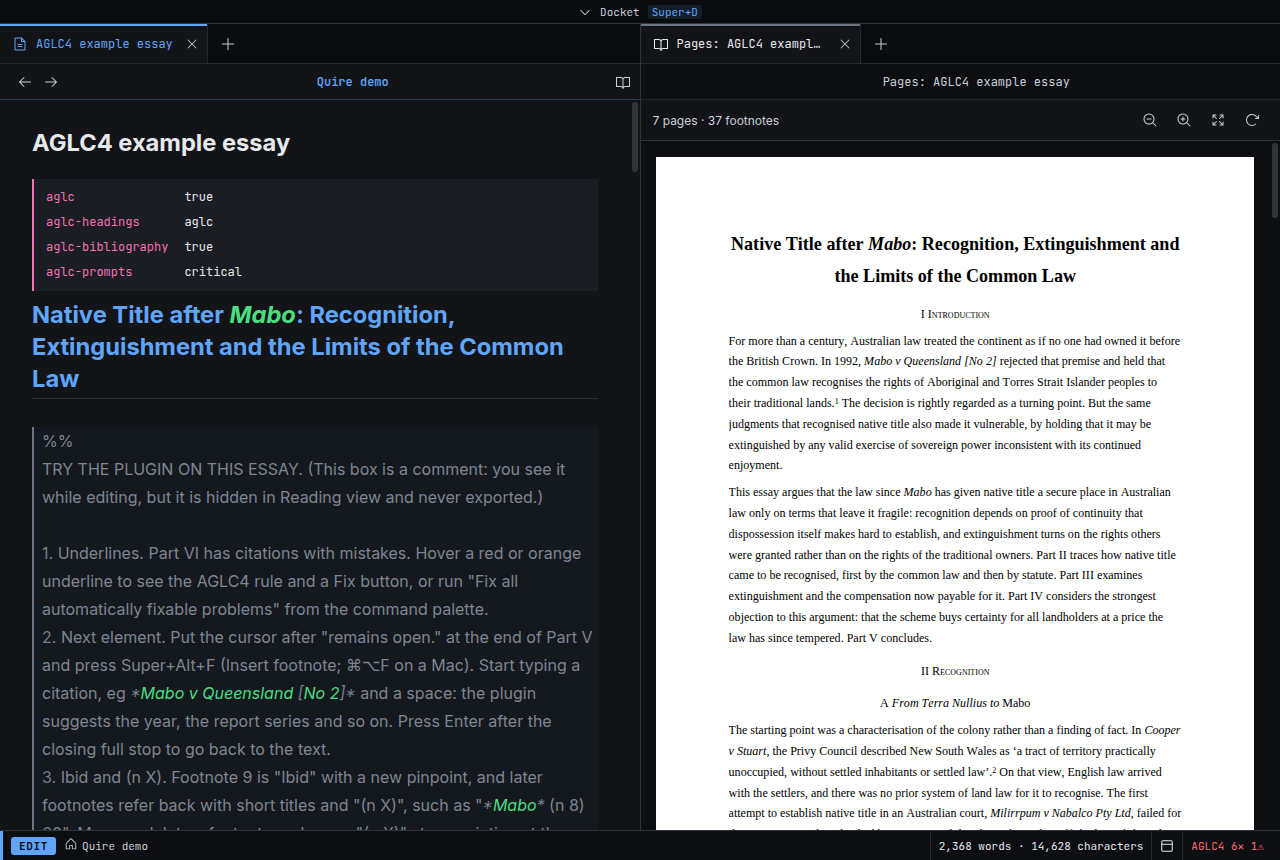 Docket Super+D
AGLC4 example essay
Pages: AGLC4 exampl…
Quire demo
Pages: AGLC4 example essay
7 pages · 37 footnotes
AGLC4 example essay
aglc true
aglc-headings aglc
aglc-bibliography true
aglc-prompts critical
Native Title after Mabo: Recognition,
Extinguishment and the Limits of the Common
Law
%%
TRY THE PLUGIN ON THIS ESSAY. (This box is a comment: you see it
while editing, but it is hidden in Reading view and never exported.)
1. Underlines. Part VI has citations with mistakes. Hover a red or orange
underline to see the AGLC4 rule and a Fix button, or run "Fix all
automatically fixable problems" from the command palette.
2. Next element. Put the cursor after "remains open." at the end of Part V
and press Super+Alt+F (Insert footnote; ⌘⌥F on a Mac). Start typing a
citation, eg *Mabo v Queensland [No 2]* and a space: the plugin
suggests the year, the report series and so on. Press Enter after the
closing full stop to go back to the text.
3. Ibid and (n X). Footnote 9 is "Ibid" with a new pinpoint, and later
footnotes refer back with short titles and "(n X)", such as "*Mabo* (n 8)
Native Title after Mabo: Recognition, Extinguishment and
the Limits of the Common Law
I Introduction
For more than a century, Australian law treated the continent as if no one had owned it before
the British Crown. In 1992, Mabo v Queensland [No 2] rejected that premise and held that
the common law recognises the rights of Aboriginal and Torres Strait Islander peoples to
their traditional lands.1 The decision is rightly regarded as a turning point. But the same
judgments that recognised native title also made it vulnerable, by holding that it may be
extinguished by any valid exercise of sovereign power inconsistent with its continued
enjoyment.
This essay argues that the law since Mabo has given native title a secure place in Australian
law only on terms that leave it fragile: recognition depends on proof of continuity that
dispossession itself makes hard to establish, and extinguishment turns on the rights others
were granted rather than on the rights of the traditional owners. Part II traces how native title
came to be recognised, first by the common law and then by statute. Part III examines
extinguishment and the compensation now payable for it. Part IV considers the strongest
objection to this argument: that the scheme buys certainty for all landholders at a price the
law has since tempered. Part V concludes.
II Recognition
A From Terra Nullius to Mabo
The starting point was a characterisation of the colony rather than a finding of fact. In Cooper
v Stuart, the Privy Council described New South Wales as ‘a tract of territory practically
unoccupied, without settled inhabitants or settled law’.2 On that view, English law arrived
with the settlers, and there was no prior system of land law for it to recognise. The first
attempt to establish native title in an Australian court, Milirrpum v Nabalco Pty Ltd, failed for
EDIT Quire demo
2,368 words · 14,628 characters
AGLC4 6× 1⚠